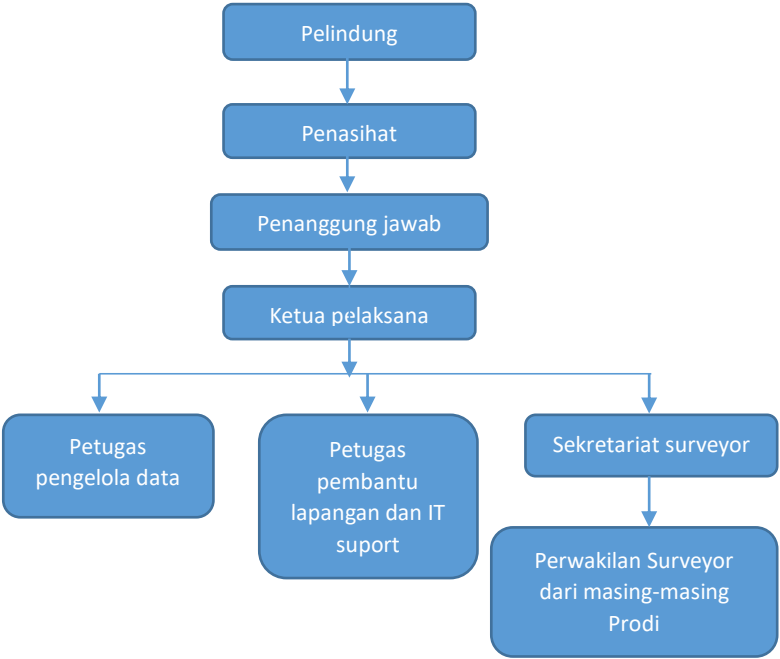 Pelindung
Penasihat
Penanggung jawab
Ketua pelaksana
Petugas
pengelola data
Petugas
pembantu
lapangan dan IT
suport
Sekretariat surveyor
Perwakilan Surveyor
dari masing-masing
Prodi